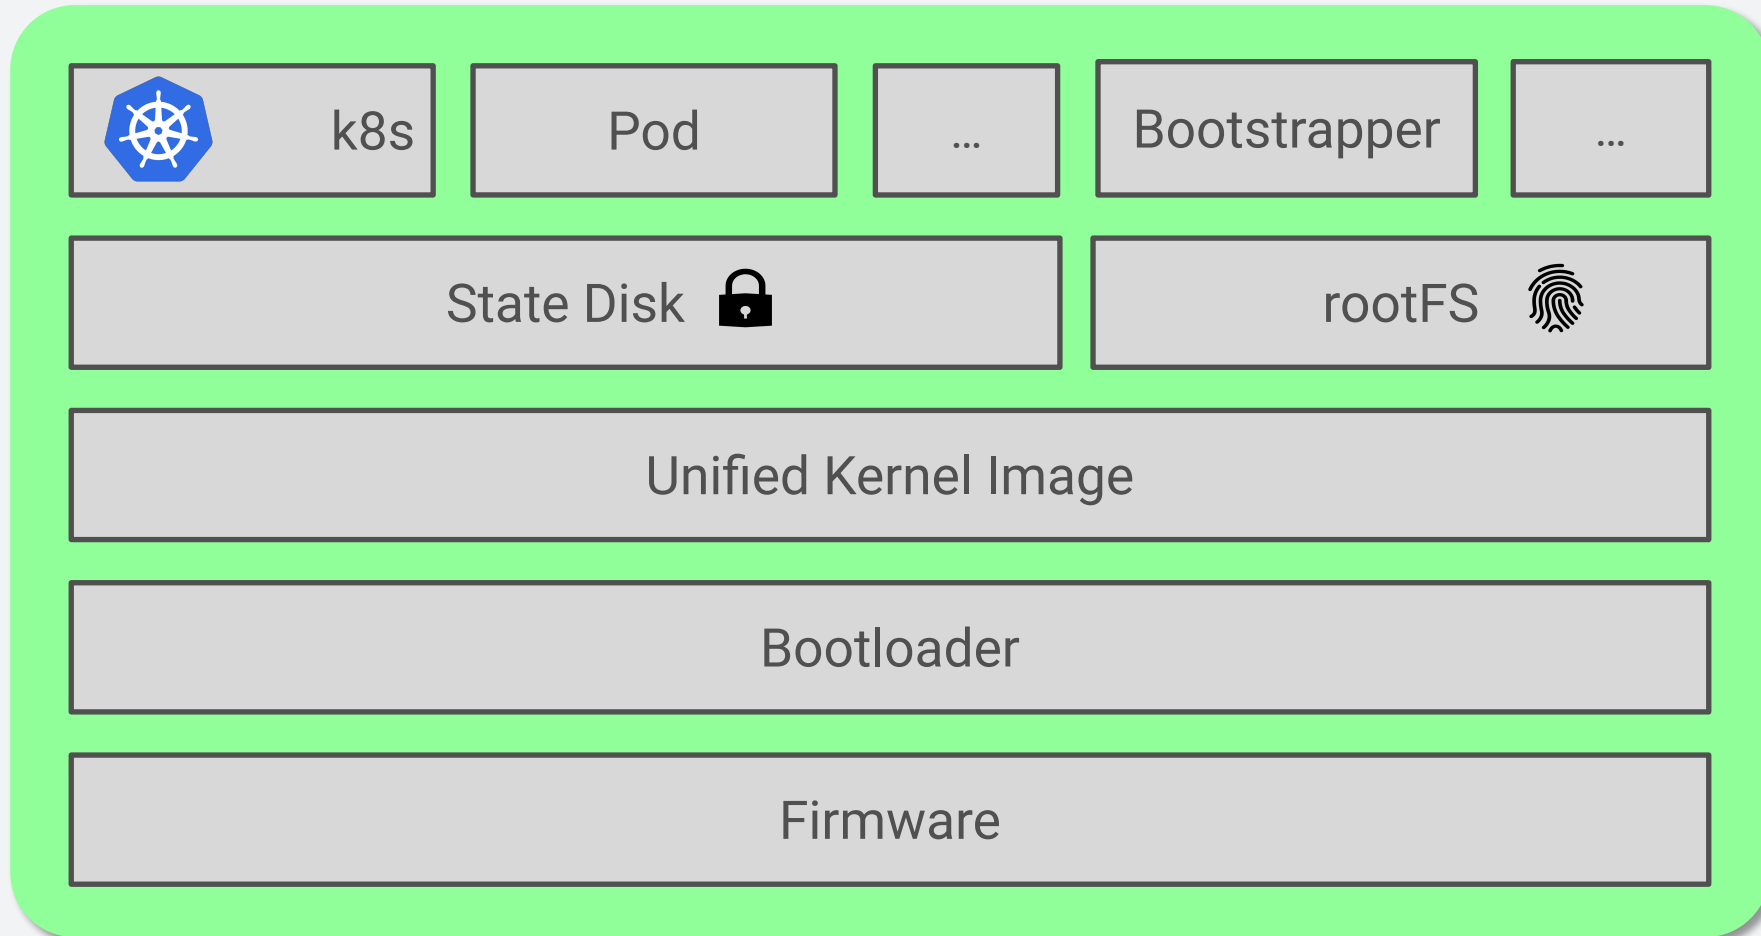 k8s
Pod
...
Bootstrapper
...
State Disk
rootFS
Unified Kernel Image
Bootloader
Firmware